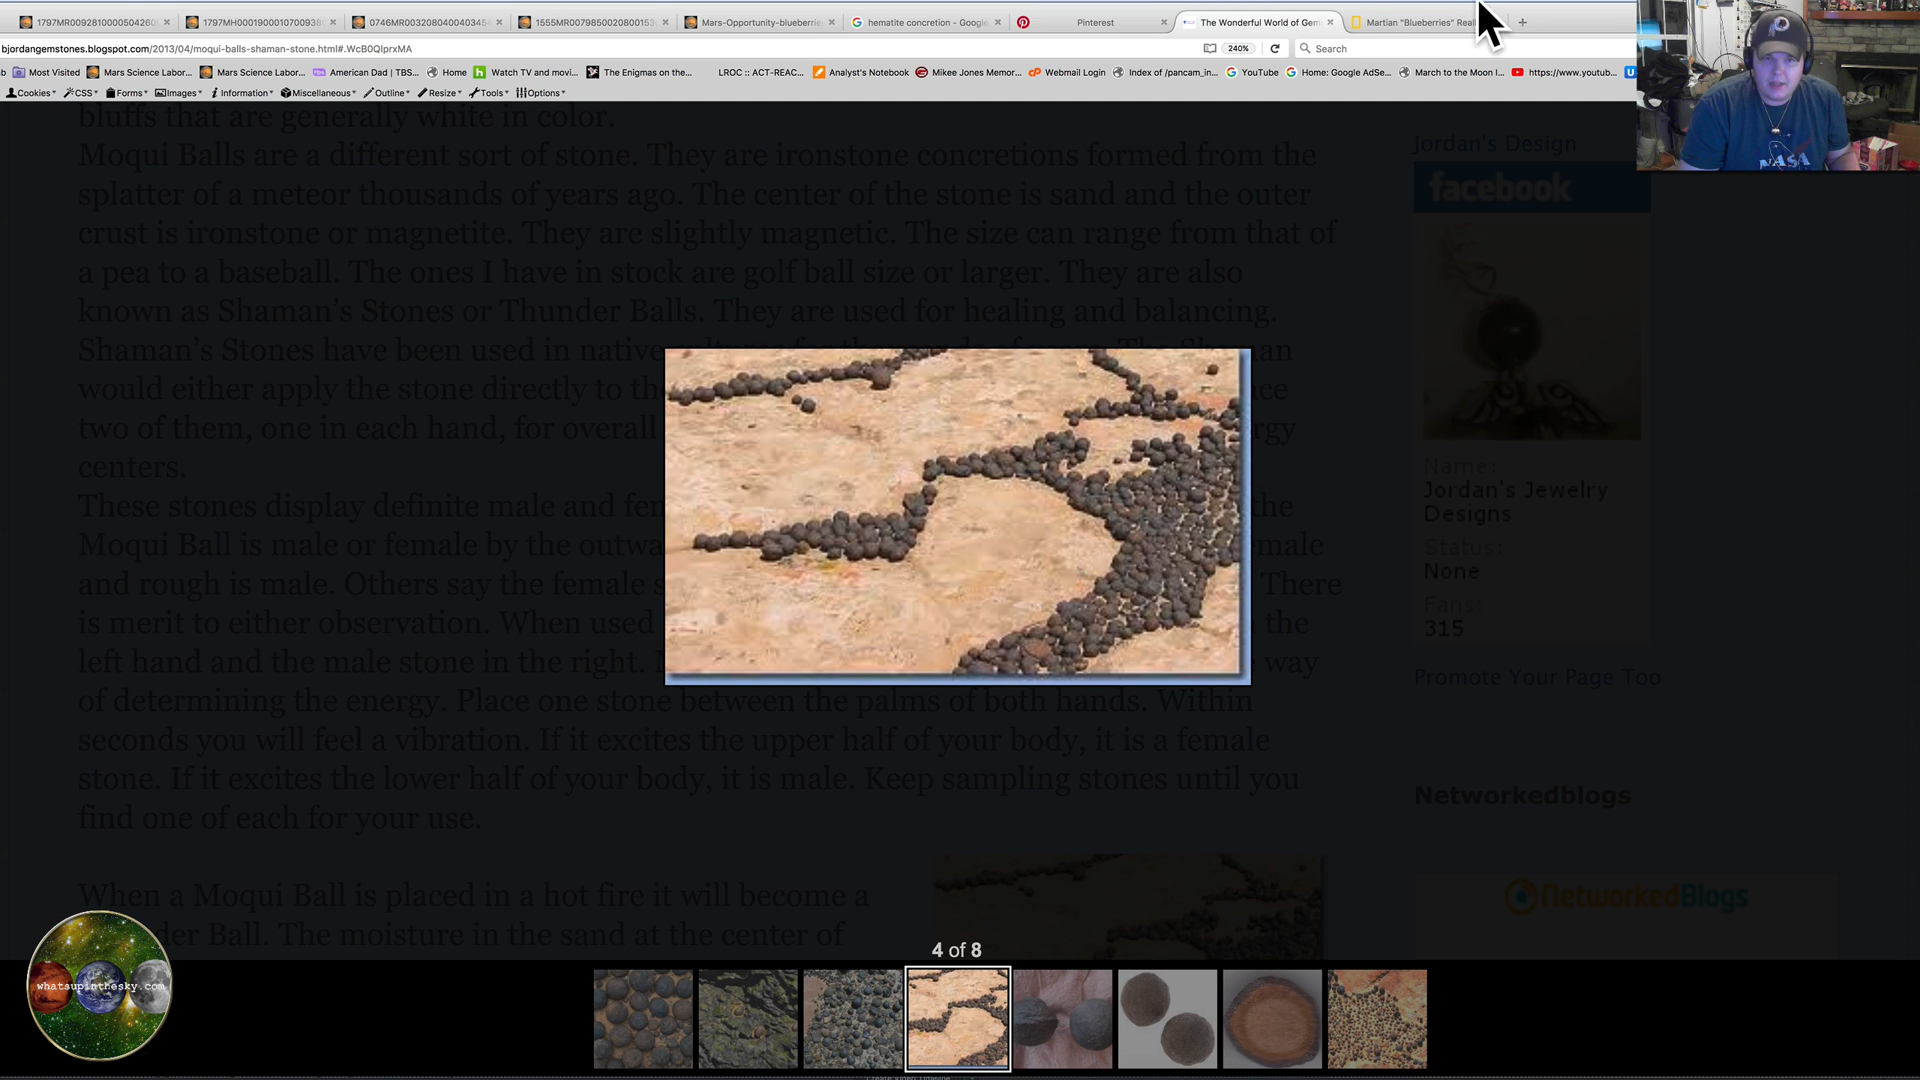 1797MR0092810000504260
1797MH0001900010700938
0746MR0032080040403454
1555MR0079850020800153
Mars-Opportunity-blueberrie
hematite concretion - Google
Pinterest
The Wonderful World of Gem
Martian "Blueberries" Real
bjordangemstones.blogspot.com/2013/04/moqui-balls-shaman-stone.html#.WcB0QIprxMA
240%
Search
Most Visited
Mars Science Labor...
Mars Science Labor...
American Dad | TBS...
Home
Watch TV and movi...
The Enigmas on the...
LROC :: ACT-REAC...
Analyst's Notebook
Mikee Jones Memor...
Webmail Login
Index of /pancam_in...
YouTube
Home: Google AdSe...
March to the Moon I...
https://www.youtub...
Cookies
CSS
Forms
Images
Information
Miscellaneous
Outline
Resize
Tools
Options
NASA
bluffs that are generally white in color.
Moqui Balls are a different sort of stone. They are ironstone concretions formed from the
splatter of a meteor thousands of years ago. The center of the stone is sand and the outer
crust is ironstone or magnetite. They are slightly magnetic. The size can range from that of
a pea to a baseball. The ones I have in stock are golf ball size or larger. They are also
known as Shaman's Stones or Thunder Balls. They are used for healing and balancing.
Shaman's Stones have been used in native
would either apply the stone directly to
two of them, one in each hand, for overall
centers.
These stones display definite male and
Moqui Ball is male or female by the
and rough is male. Others say the female There
is merit to either observation. When used the
left hand and the male stone in the right. way
of determining the energy. Place one stone between the palms of both hands. Within
seconds you will feel a vibration. If it excites the upper half of your body, it is a female
stone. If it excites the lower half of your body, it is male. Keep sampling stones until you
find one of each for your use.
When a Moqui Ball is placed in a hot fire it will become a
der Ball. The moisture in the sand at the center of
Jordan's Design
facebook
Name:
Jordan's Jewelry
Designs
Status:
None
Fans:
315
Promote Your Page Too
Networkedblogs
NetworkedBlogs
4 of 8
whatsupinthesky.com